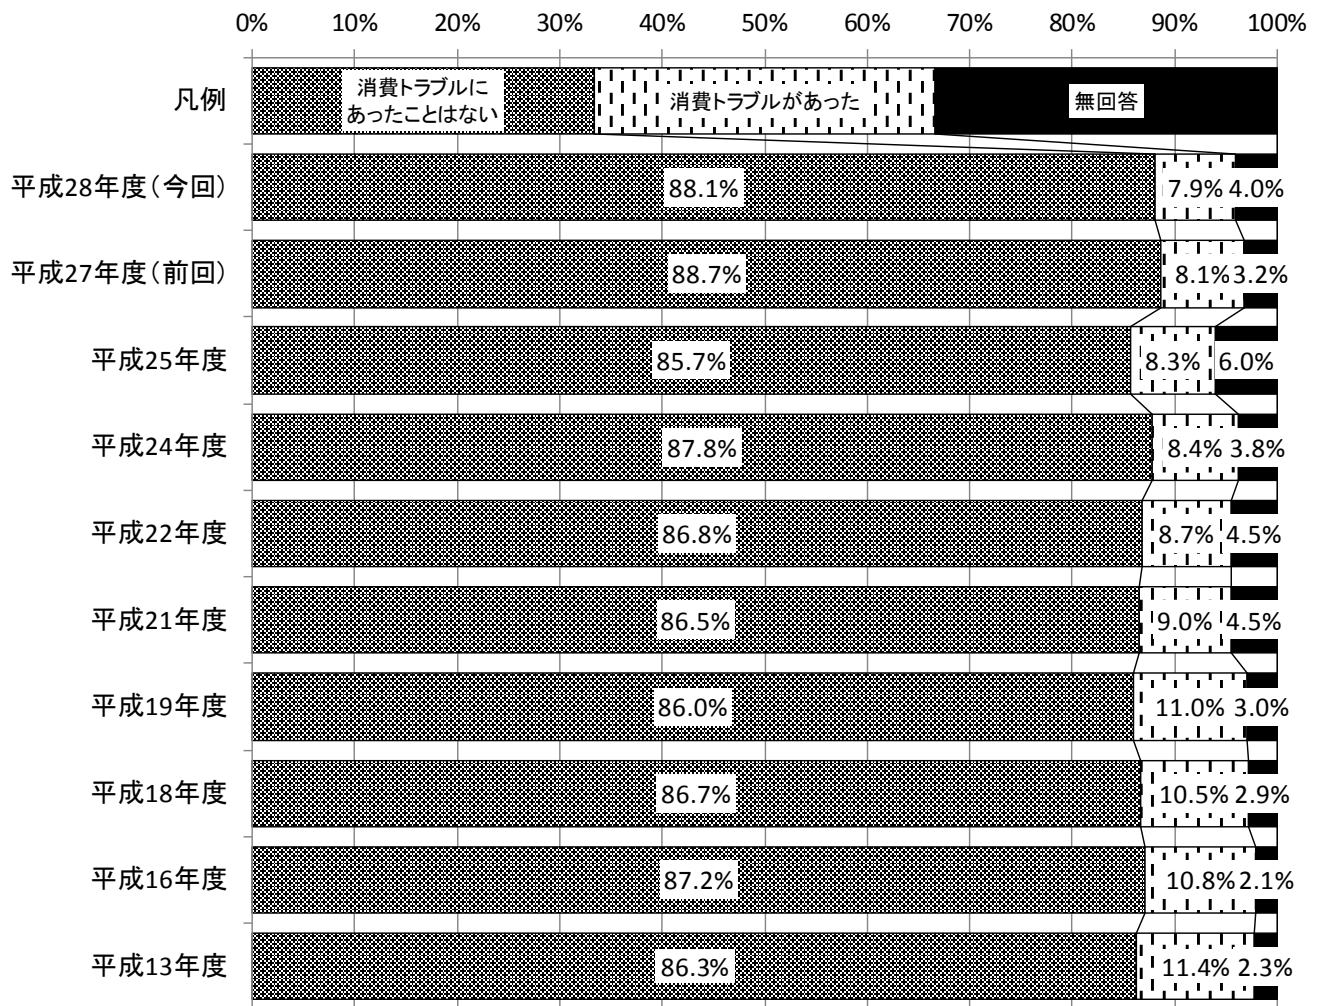 0% 10% 20% 30% 40% 50% 60% 70% 80% 90% 100%
凡例 消費トラブルに
あったことはない 消費トラブルがあった 無回答
平成28年度(今回) 88.1% 7.9% 4.0%
平成27年度(前回) 88.7% 8.1% 3.2%
平成25年度 85.7% 8.3% 6.0%
平成24年度 87.8% 8.4% 3.8%
平成22年度 86.8% 8.7% 4.5%
平成21年度 86.5% 9.0% 4.5%
平成19年度 86.0% 11.0% 3.0%
平成18年度 86.7% 10.5% 2.9%
平成16年度 87.2% 10.8% 2.1%
平成13年度 86.3% 11.4% 2.3%